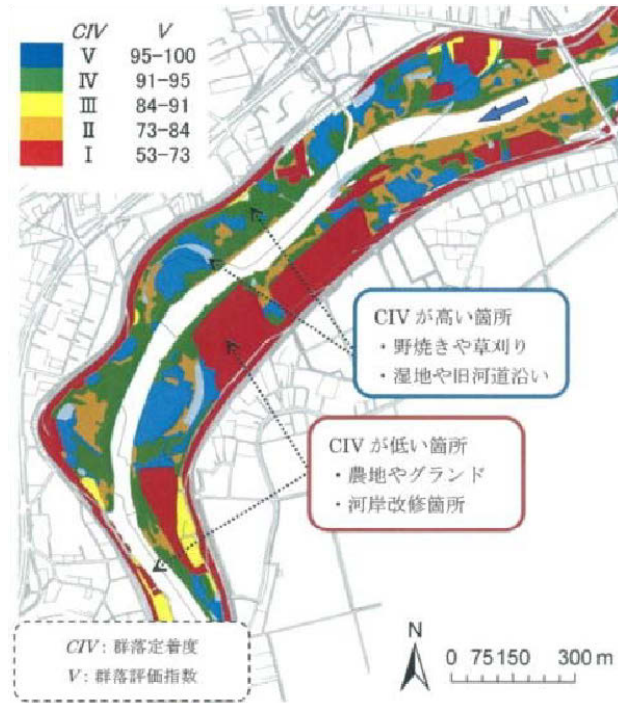 CIV V
V 95-100
IV 91-95
III 84-91
II 73-84
I 53-73
CIVが高い箇所
・野焼きや草刈り
・湿地や旧河道沿い
CIVが低い箇所
・農地やグランド
・河岸改修箇所
CIV：群落定着度
V：群落評価指数
N
0 75 150 300 m